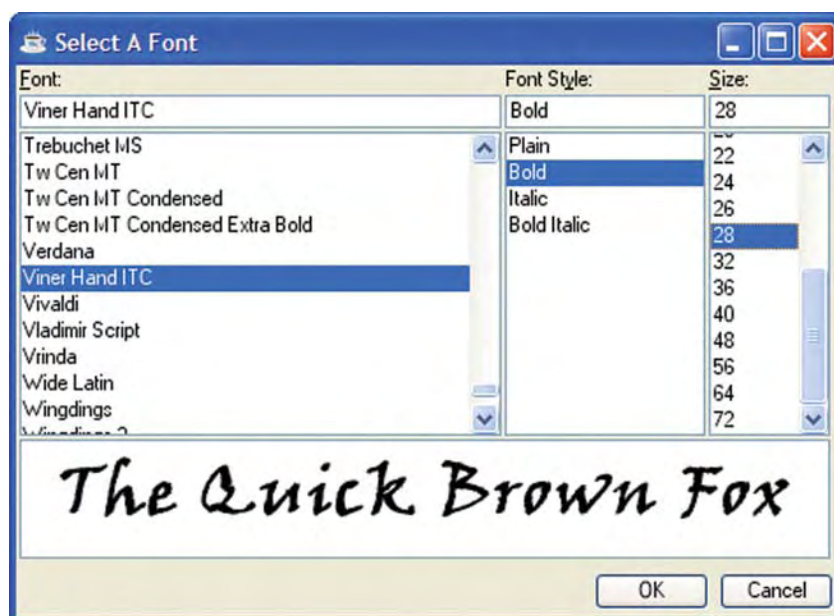 Select A Font
Font: Font Style: Size:
Viner Hand ITC Bold 28
Trebuchet MS Plain 22
Tw Cen MT Bold 24
Tw Cen MT Condensed Italic 26
Tw Cen MT Condensed Extra Bold Bold Italic 28
Verdana 32
Viner Hand ITC 36
Vivaldi 40
Vladimir Script 48
Vrinda 56
Wide Latin 64
Wingdings 72
The Quick Brown Fox
OK Cancel